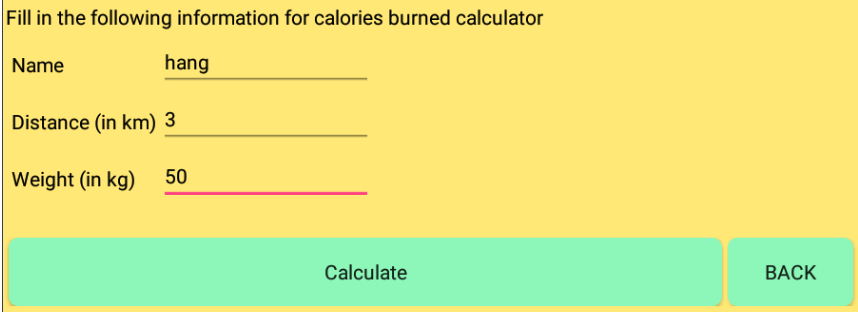 Fill in the following information for calories burned calculator
Name hang
Distance (in km) 3
Weight (in kg) 50
Calculate BACK